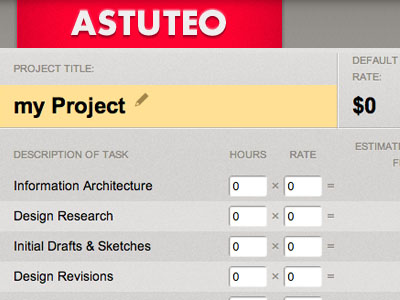 ASTUTEO
PROJECT TITLE:
DEFAULT
RATE:
my Project
$0
DESCRIPTION OF TASK HOURS RATE ESTIMAT
Information Architecture 0 × 0 =
Design Research 0 × 0 =
Initial Drafts & Sketches 0 × 0 =
Design Revisions 0 × 0 =